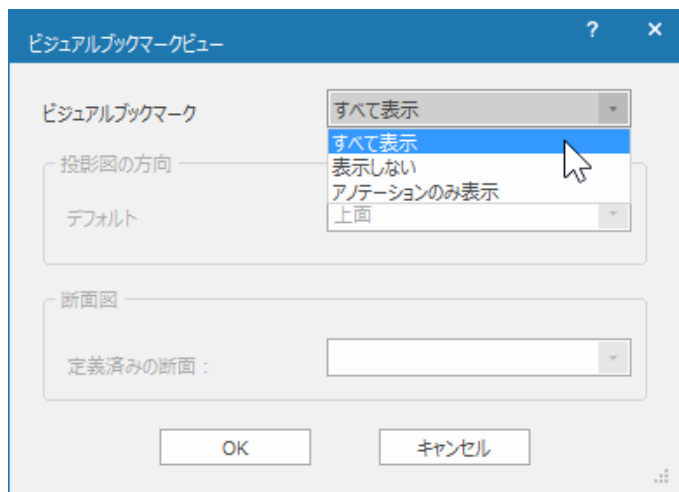 ビジュアルブックマークビュー
?
×
ビジュアルブックマーク
すべて表示
すべて表示
表示しない
アノテーションのみ表示
投影図の方向
デフォルト
上面
断面図
定義済みの断面 :
OK
キャンセル